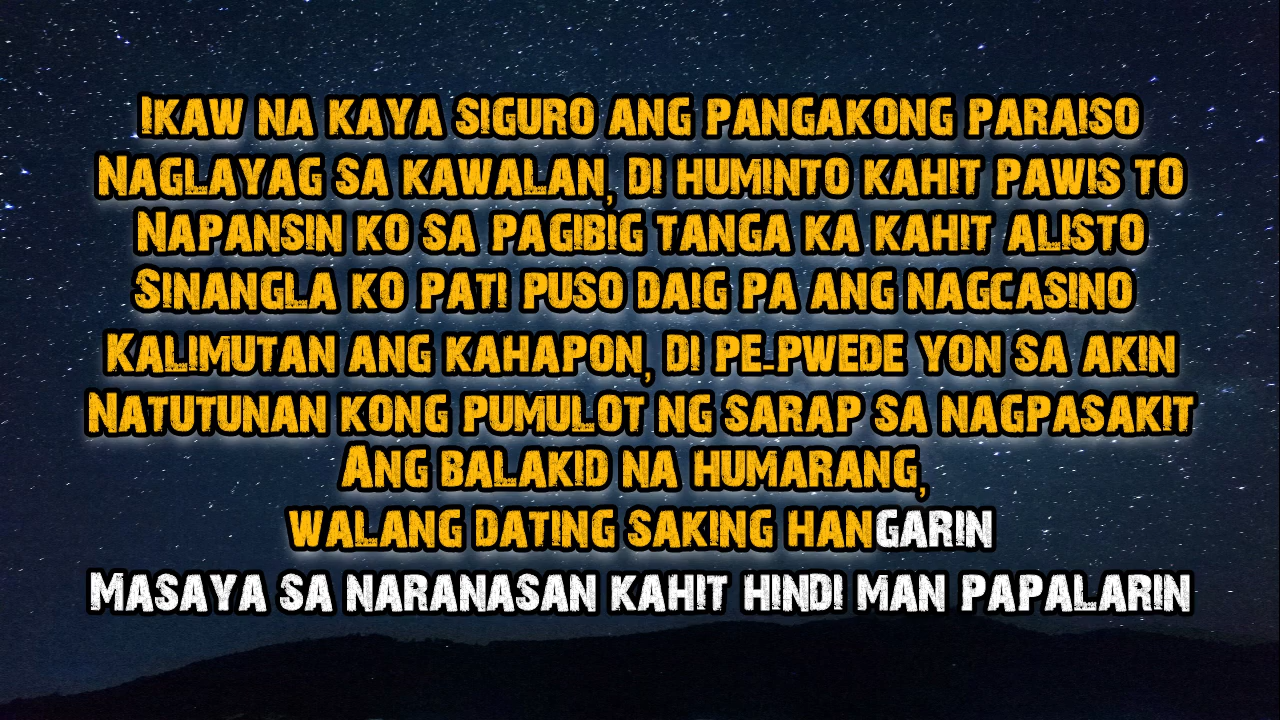 Ikaw na kaya siguro ang pangakong paraiso
Naglayag sa kawalan, di huminto kahit pawis to
Napansin ko sa pagibig tanga ka kahit alisto
Sinangla ko pati puso daig pa ang nagcasino
Kalimutan ang kahapon, di pe-pwede yon sa akin
Natutunan kong pumulot ng sarap sa nagpasakit
Ang balakid na humarang,
walang dating saking hangarin
Masaya sa naranasan kahit hindi man papalarin